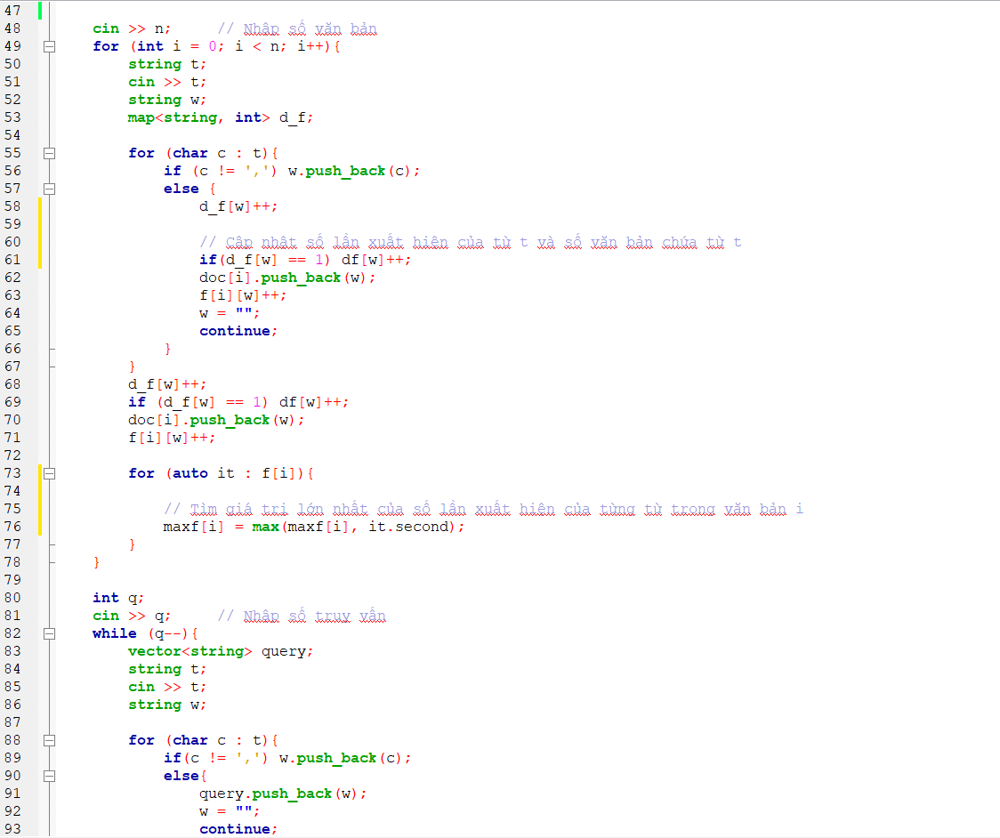 47
48 cin >> n; // Nhập số văn bản
49 for (int i = 0; i < n; i++){
50 string t;
51 cin >> t;
52 string w;
53 map<string, int> d_f;
54
55 for (char c : t){
56 if (c != ',') w.push_back(c);
57 else {
58 d_f[w]++;
59
60 // Cập nhật số lần xuất hiện của từ t và số văn bản chứa từ t
61 if(d_f[w] == 1) df[w]++;
62 doc[i].push_back(w);
63 f[i][w]++;
64 w = "";
65 continue;
66 }
67 }
68 d_f[w]++;
69 if (d_f[w] == 1) df[w]++;
70 doc[i].push_back(w);
71 f[i][w]++;
72
73 for (auto it : f[i]){
74
75 // Tìm giá trị lớn nhất của số lần xuất hiện của từng từ trong văn bản i
76 maxf[i] = max(maxf[i], it.second);
77 }
78 }
79
80 int q;
81 cin >> q; // Nhập số truy vấn
82 while (q--){
83 vector<string> query;
84 string t;
85 cin >> t;
86 string w;
87
88 for (char c : t){
89 if(c != ',') w.push_back(c);
90 else{
91 query.push_back(w);
92 w = "";
93 continue;